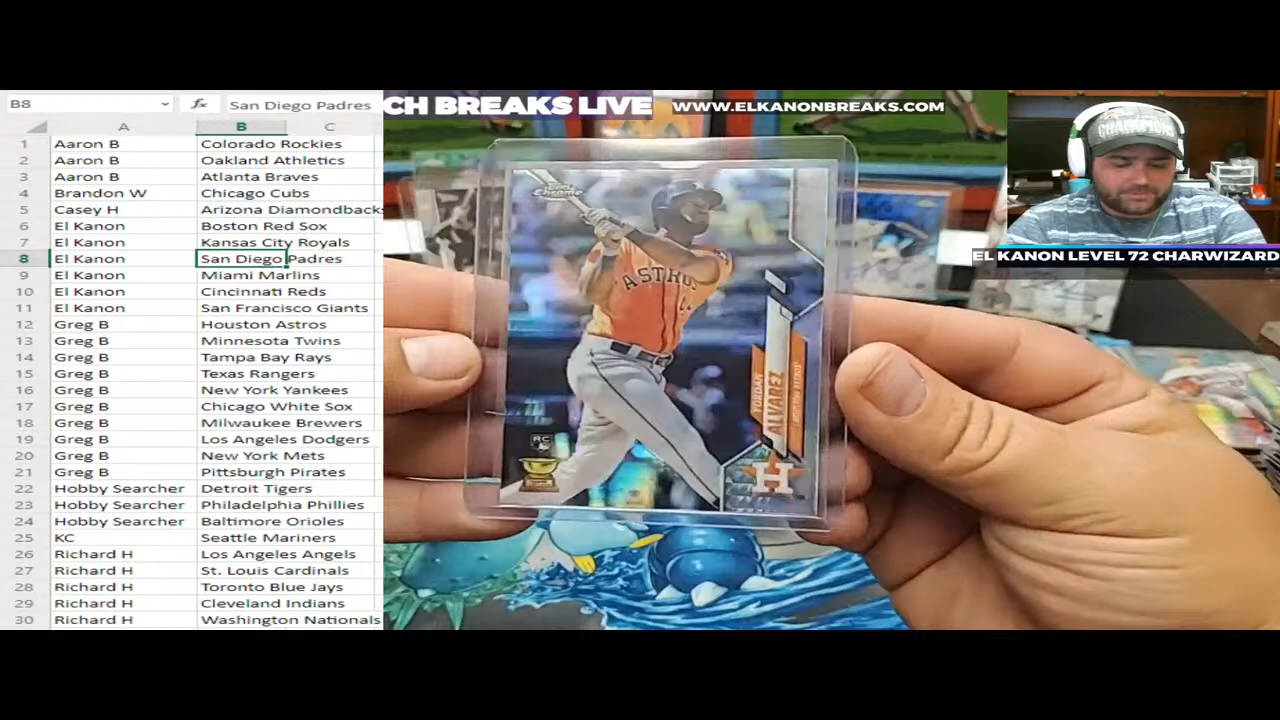 B8
fx
San Diego Padres
A
B
C
1 Aaron B Colorado Rockies
2 Aaron B Oakland Athletics
3 Aaron B Atlanta Braves
4 Brandon W Chicago Cubs
5 Casey H Arizona Diamondbacks
6 El Kanon Boston Red Sox
7 El Kanon Kansas City Royals
8 El Kanon San Diego Padres
9 El Kanon Miami Marlins
10 El Kanon Cincinnati Reds
11 El Kanon San Francisco Giants
12 Greg B Houston Astros
13 Greg B Minnesota Twins
14 Greg B Tampa Bay Rays
15 Greg B Texas Rangers
16 Greg B New York Yankees
17 Greg B Chicago White Sox
18 Greg B Milwaukee Brewers
19 Greg B Los Angeles Dodgers
20 Greg B New York Mets
21 Greg B Pittsburgh Pirates
22 Hobby Searcher Detroit Tigers
23 Hobby Searcher Philadelphia Phillies
24 Hobby Searcher Baltimore Orioles
25 KC Seattle Mariners
26 Richard H Los Angeles Angels
27 Richard H St. Louis Cardinals
28 Richard H Toronto Blue Jays
29 Richard H Cleveland Indians
30 Richard H Washington Nationals
CH BREAKS LIVE
WWW.ELKANONBREAKS.COM
CHAMPIONS
EL KANON LEVEL 72 CHARWIZARD
Chrome
ASTROS
YORDAN
ALVAREZ
HOUSTON ASTROS
RC
H